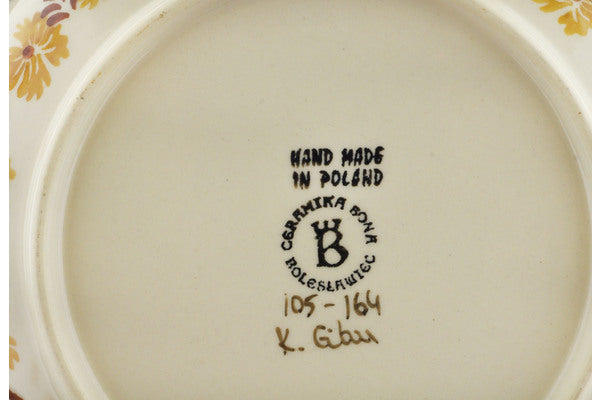 HAND MADE
IN POLAND
CERAMIKA BONA
B
BOLESŁAWIEC
105-164
K.